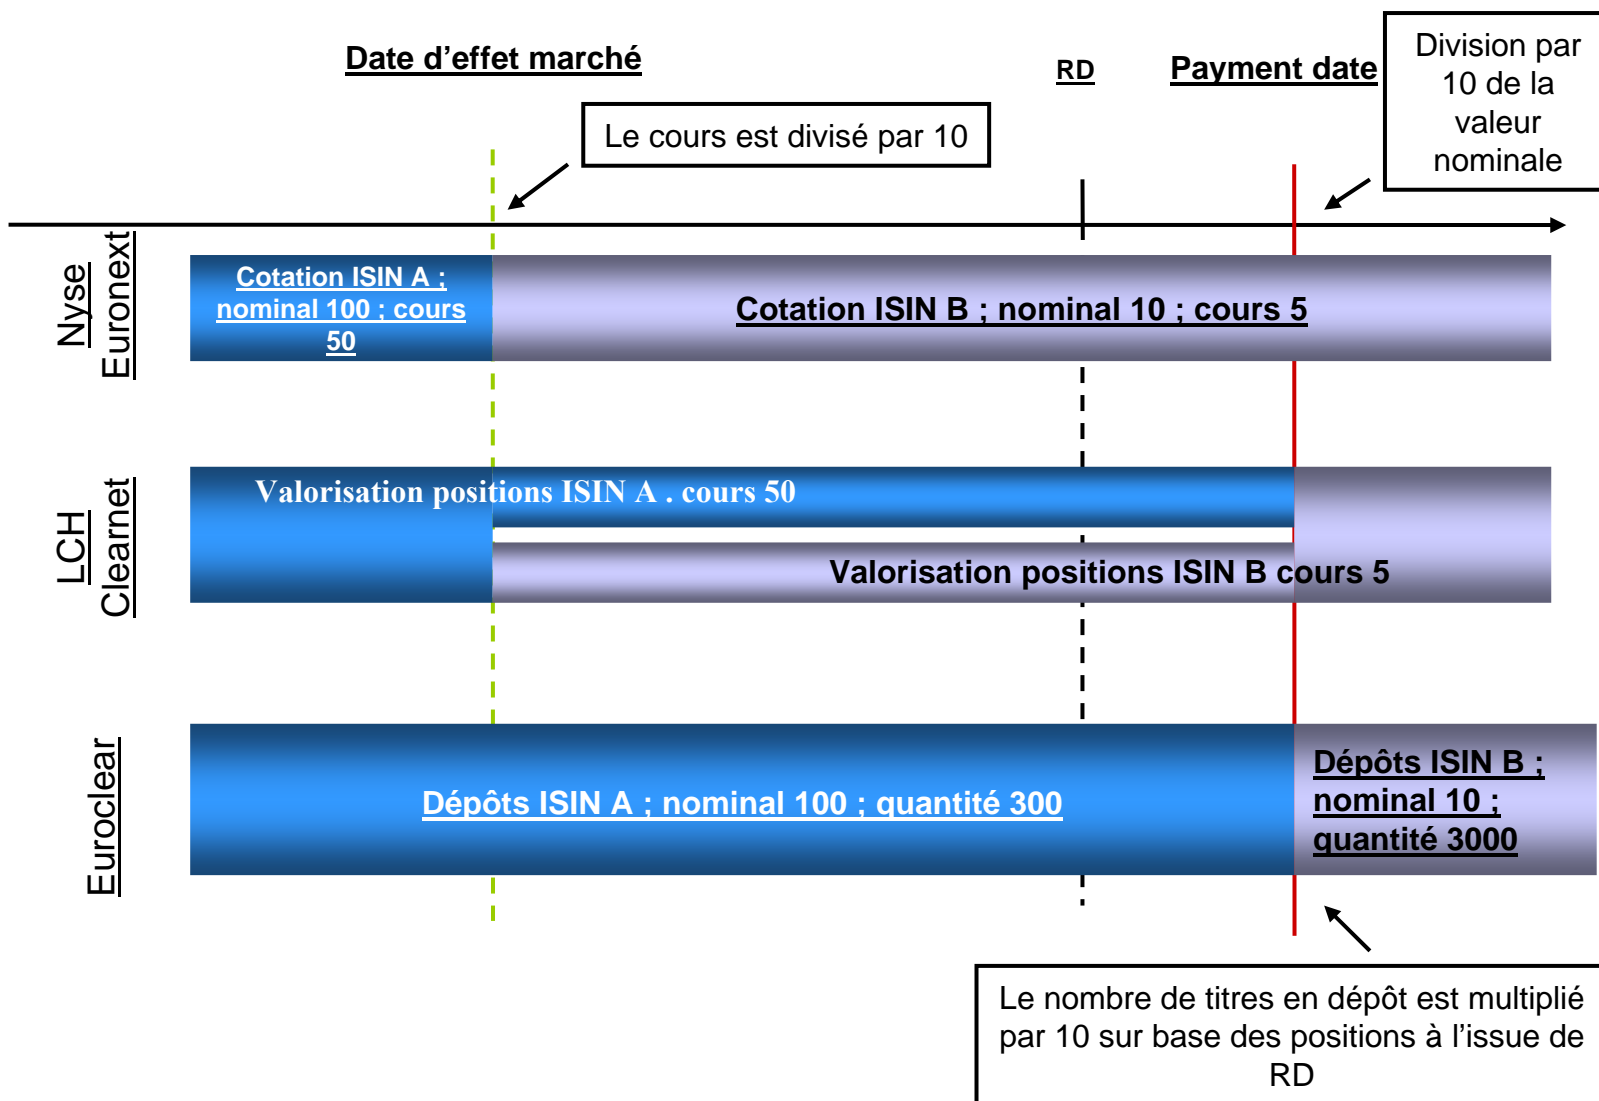 Date d'effet marché
RD
Payment date
Division par
10 de la
valeur
nominale
Le cours est divisé par 10
Nyse
Euronext
Cotation ISIN A ;
nominal 100 ; cours
50
Cotation ISIN B ; nominal 10 ; cours 5
LCH
Clearnet
Valorisation positions ISIN A . cours 50
Valorisation positions ISIN B cours 5
Euroclear
Dépôts ISIN A ; nominal 100 ; quantité 300
Dépôts ISIN B ;
nominal 10 ;
quantité 3000
Le nombre de titres en dépôt est multiplié
par 10 sur base des positions à l'issue de
RD